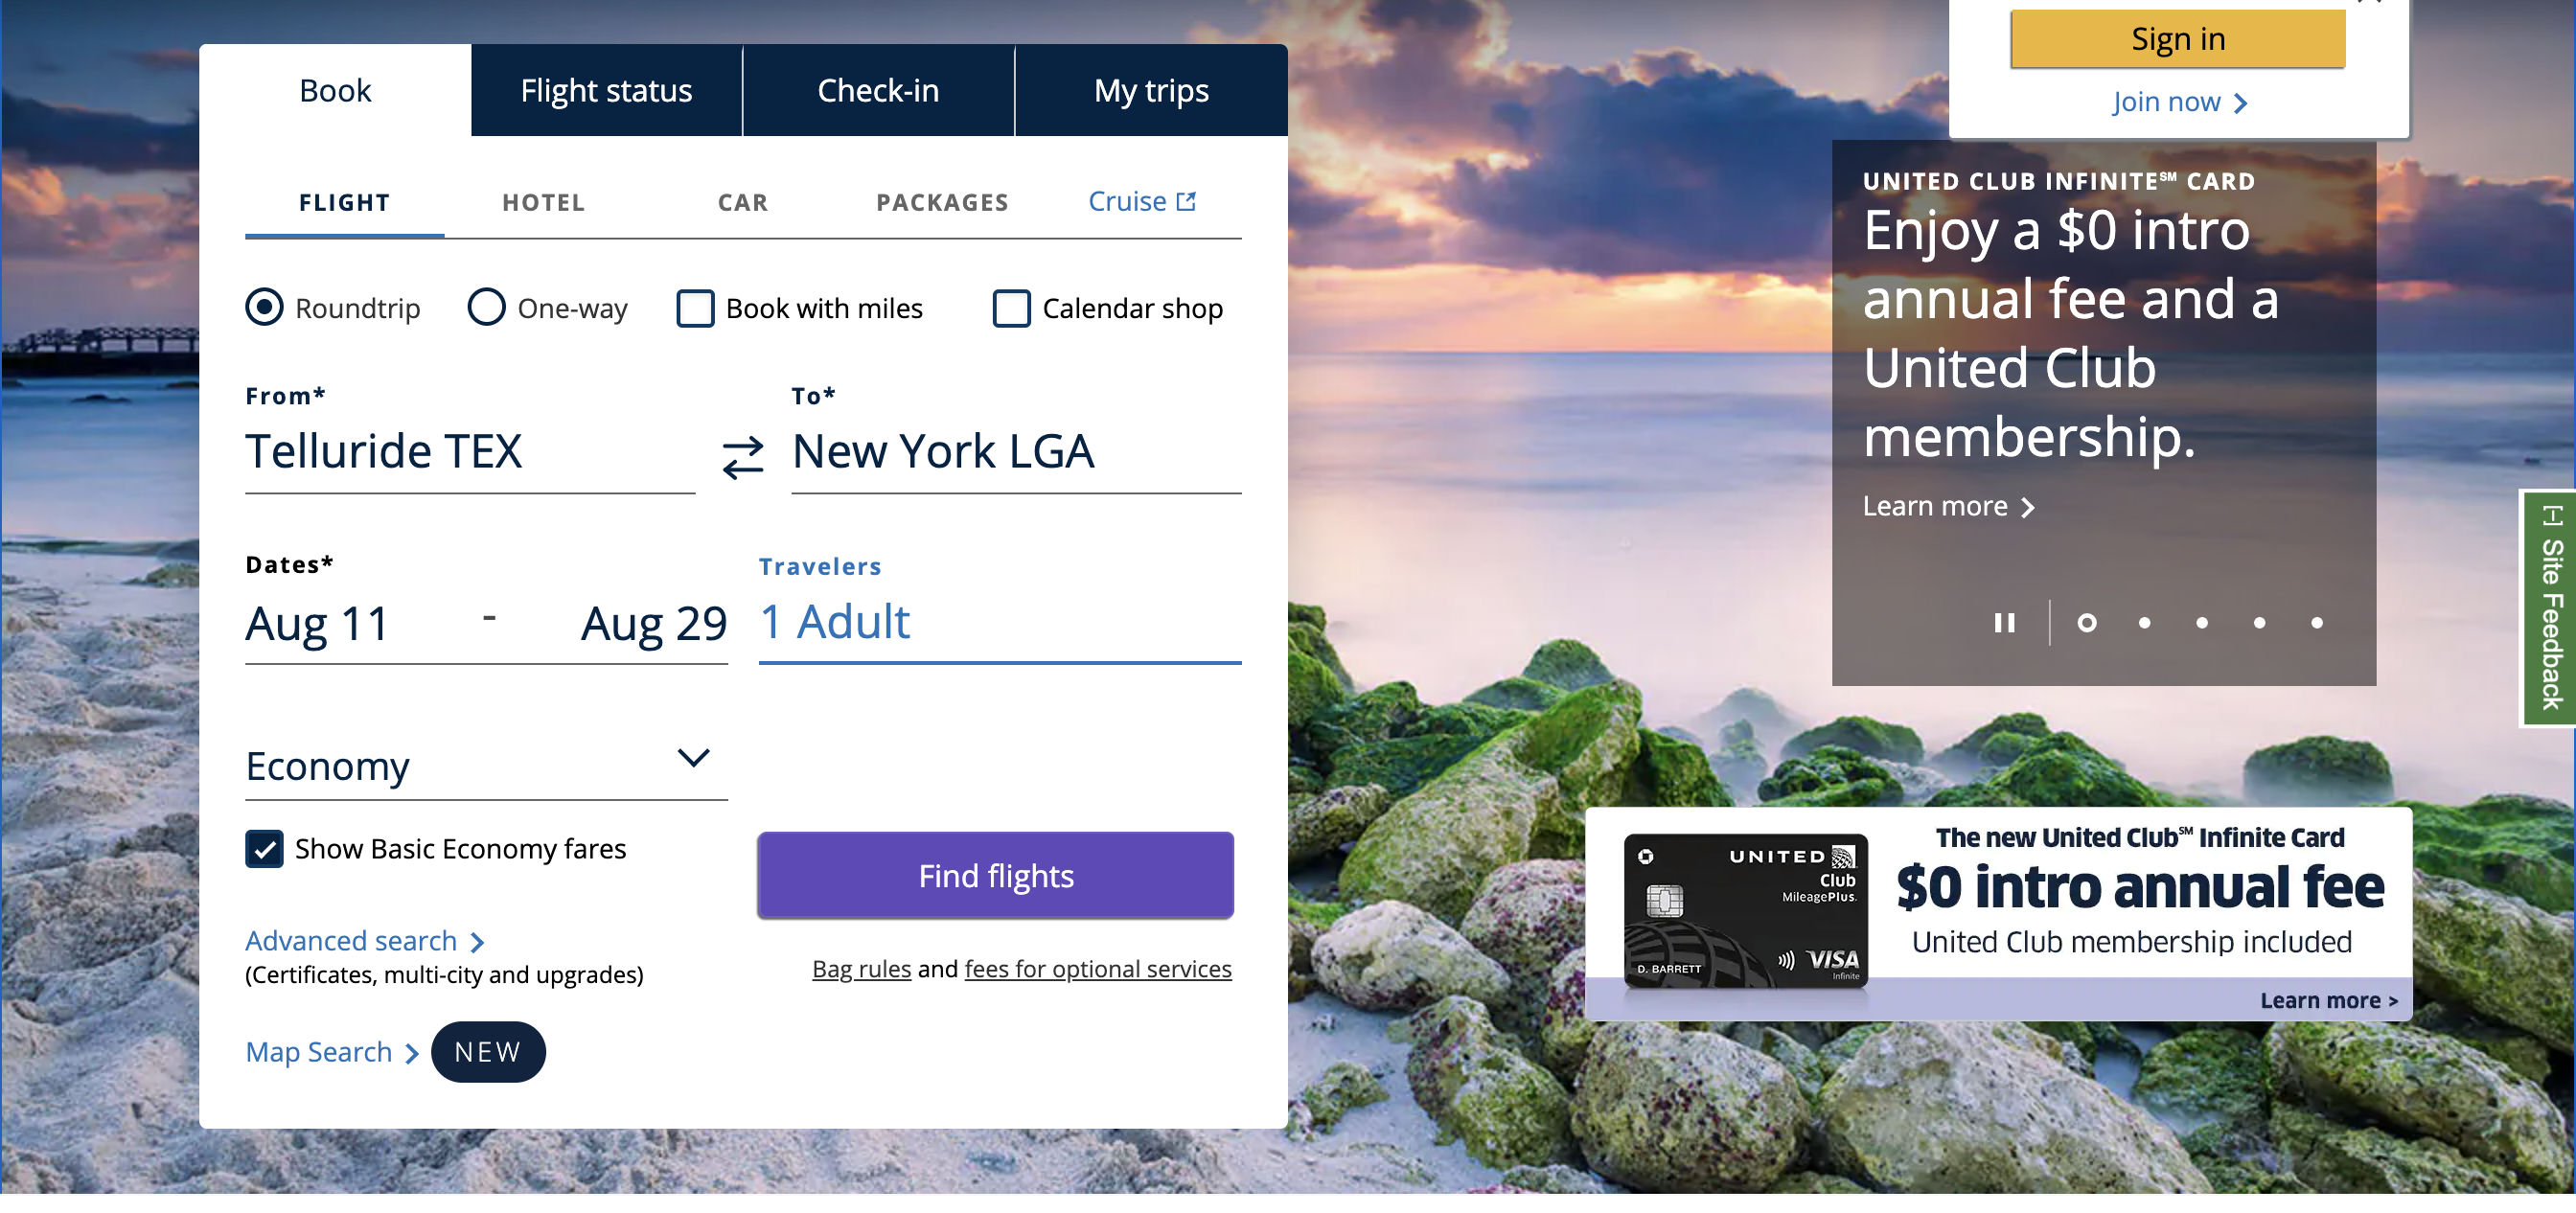 Book
Flight status
Check-in
My trips
FLIGHT
HOTEL
CAR
PACKAGES
Cruise
Roundtrip
One-way
Book with miles
Calendar shop
From*
Telluride TEX
To*
New York LGA
Dates*
Aug 11 - Aug 29
Travelers
1 Adult
Economy
Show Basic Economy fares
Find flights
Advanced search
(Certificates, multi-city and upgrades)
Bag rules and fees for optional services
Map Search
NEW
Sign in
Join now
UNITED CLUB INFINITE℠ CARD
Enjoy a $0 intro
annual fee and a
United Club
membership.
Learn more
[-] Site Feedback
UNITED
Club
MileagePlus.
D. BARRETT
VISA
Infinite
The new United Club℠ Infinite Card
$0 intro annual fee
United Club membership included
Learn more >